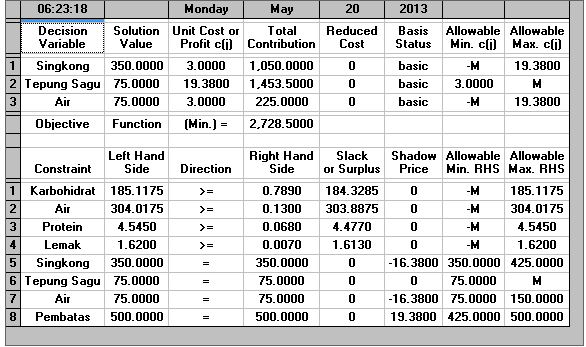 06:23:18 Monday May 20 2013
Decision Variable Solution Value Unit Cost or Profit c(j) Total Contribution Reduced Cost Basis Status Allowable Min. c(j) Allowable Max. c(j)
1 Singkong 350.0000 3.0000 1,050.0000 0 basic -M 19.3800
2 Tepung Sagu 75.0000 19.3800 1,453.5000 0 basic 3.0000 M
3 Air 75.0000 3.0000 225.0000 0 basic -M 19.3800
Objective Function (Min.) = 2,728.5000
Constraint Left Hand Side Direction Right Hand Side Slack or Surplus Shadow Price Allowable Min. RHS Allowable Max. RHS
1 Karbohidrat 185.1175 >= 0.7890 184.3285 0 -M 185.1175
2 Air 304.0175 >= 0.1300 303.8875 0 -M 304.0175
3 Protein 4.5450 >= 0.0680 4.4770 0 -M 4.5450
4 Lemak 1.6200 >= 0.0070 1.6130 0 -M 1.6200
5 Singkong 350.0000 = 350.0000 0 -16.3800 350.0000 425.0000
6 Tepung Sagu 75.0000 = 75.0000 0 0 75.0000 M
7 Air 75.0000 = 75.0000 0 -16.3800 75.0000 150.0000
8 Pembatas 500.0000 = 500.0000 0 19.3800 425.0000 500.0000